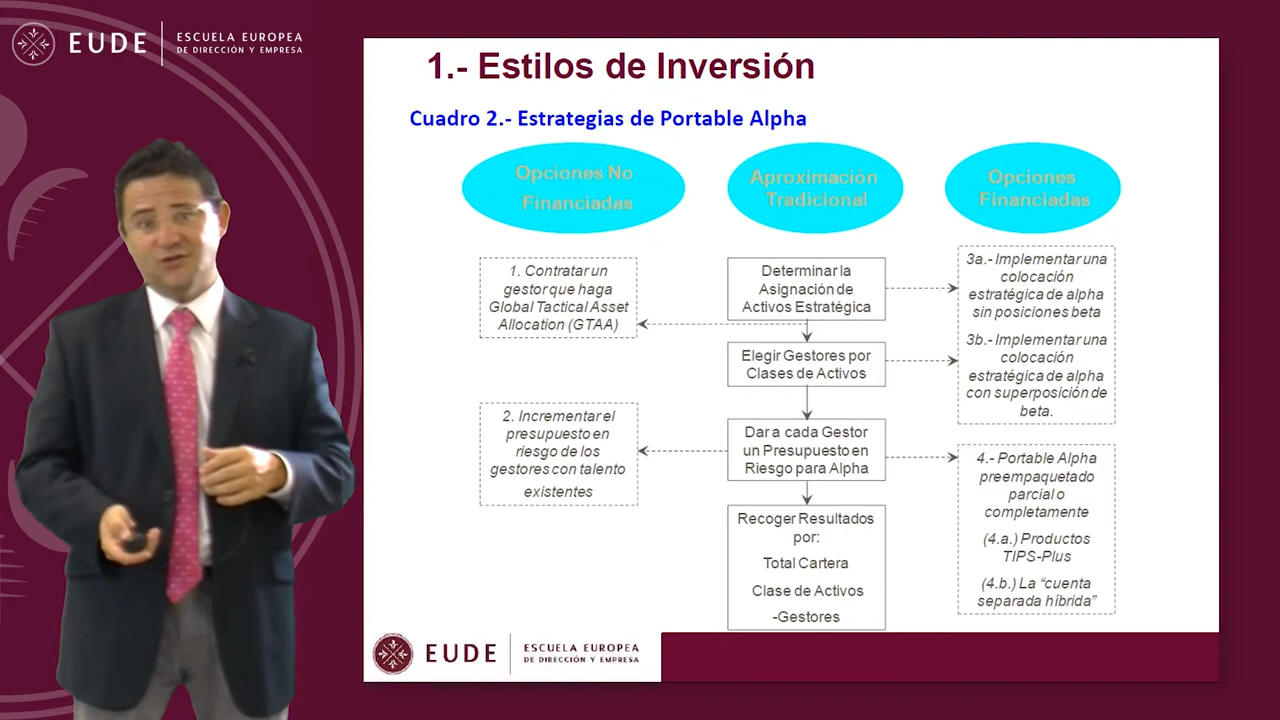 EUDE
ESCUELA EUROPEA
DE DIRECCIÓN Y EMPRESA
1.- Estilos de Inversión
Cuadro 2.- Estrategias de Portable Alpha
Opciones No
Financiadas
Aproximación
Tradicional
Opciones
Financiadas
1. Contratar un
gestor que haga
Global Tactical Asset
Allocation (GTAA)
2. Incrementar el
presupuesto en
riesgo de los
gestores con talento
existentes
Determinar la
Asignación de
Activos Estratégica
Elegir Gestores por
Clases de Activos
Dar a cada Gestor
un Presupuesto en
Riesgo para Alpha
Recoger Resultados
por:
Total Cartera
Clase de Activos
-Gestores
3a.- Implementar una
colocación
estratégica de alpha
sin posiciones beta
3b.- Implementar una
colocación
estratégica de alpha
con superposición de
beta.
4.- Portable Alpha
preempaquetado
parcial o
completamente
(4.a.) Productos
TIPS-Plus
(4.b.) La “cuenta
separada híbrida”
EUDE
ESCUELA EUROPEA
DE DIRECCIÓN Y EMPRESA